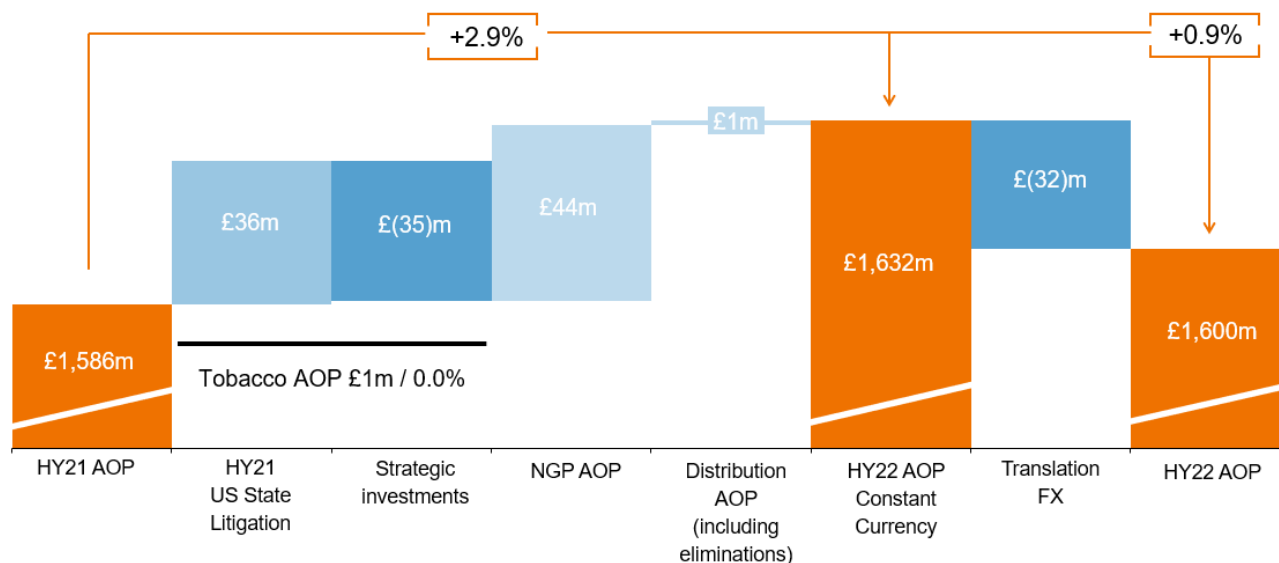 +2.9%
+0.9%
£1m
£36m
£(35)m
£44m
£(32)m
£1,632m
£1,586m
£1,600m
Tobacco AOP £1m / 0.0%
HY21 AOP
HY21
US State
Litigation
Strategic
investments
NGP AOP
Distribution
AOP
(including
eliminations)
HY22 AOP
Constant
Currency
Translation
FX
HY22 AOP